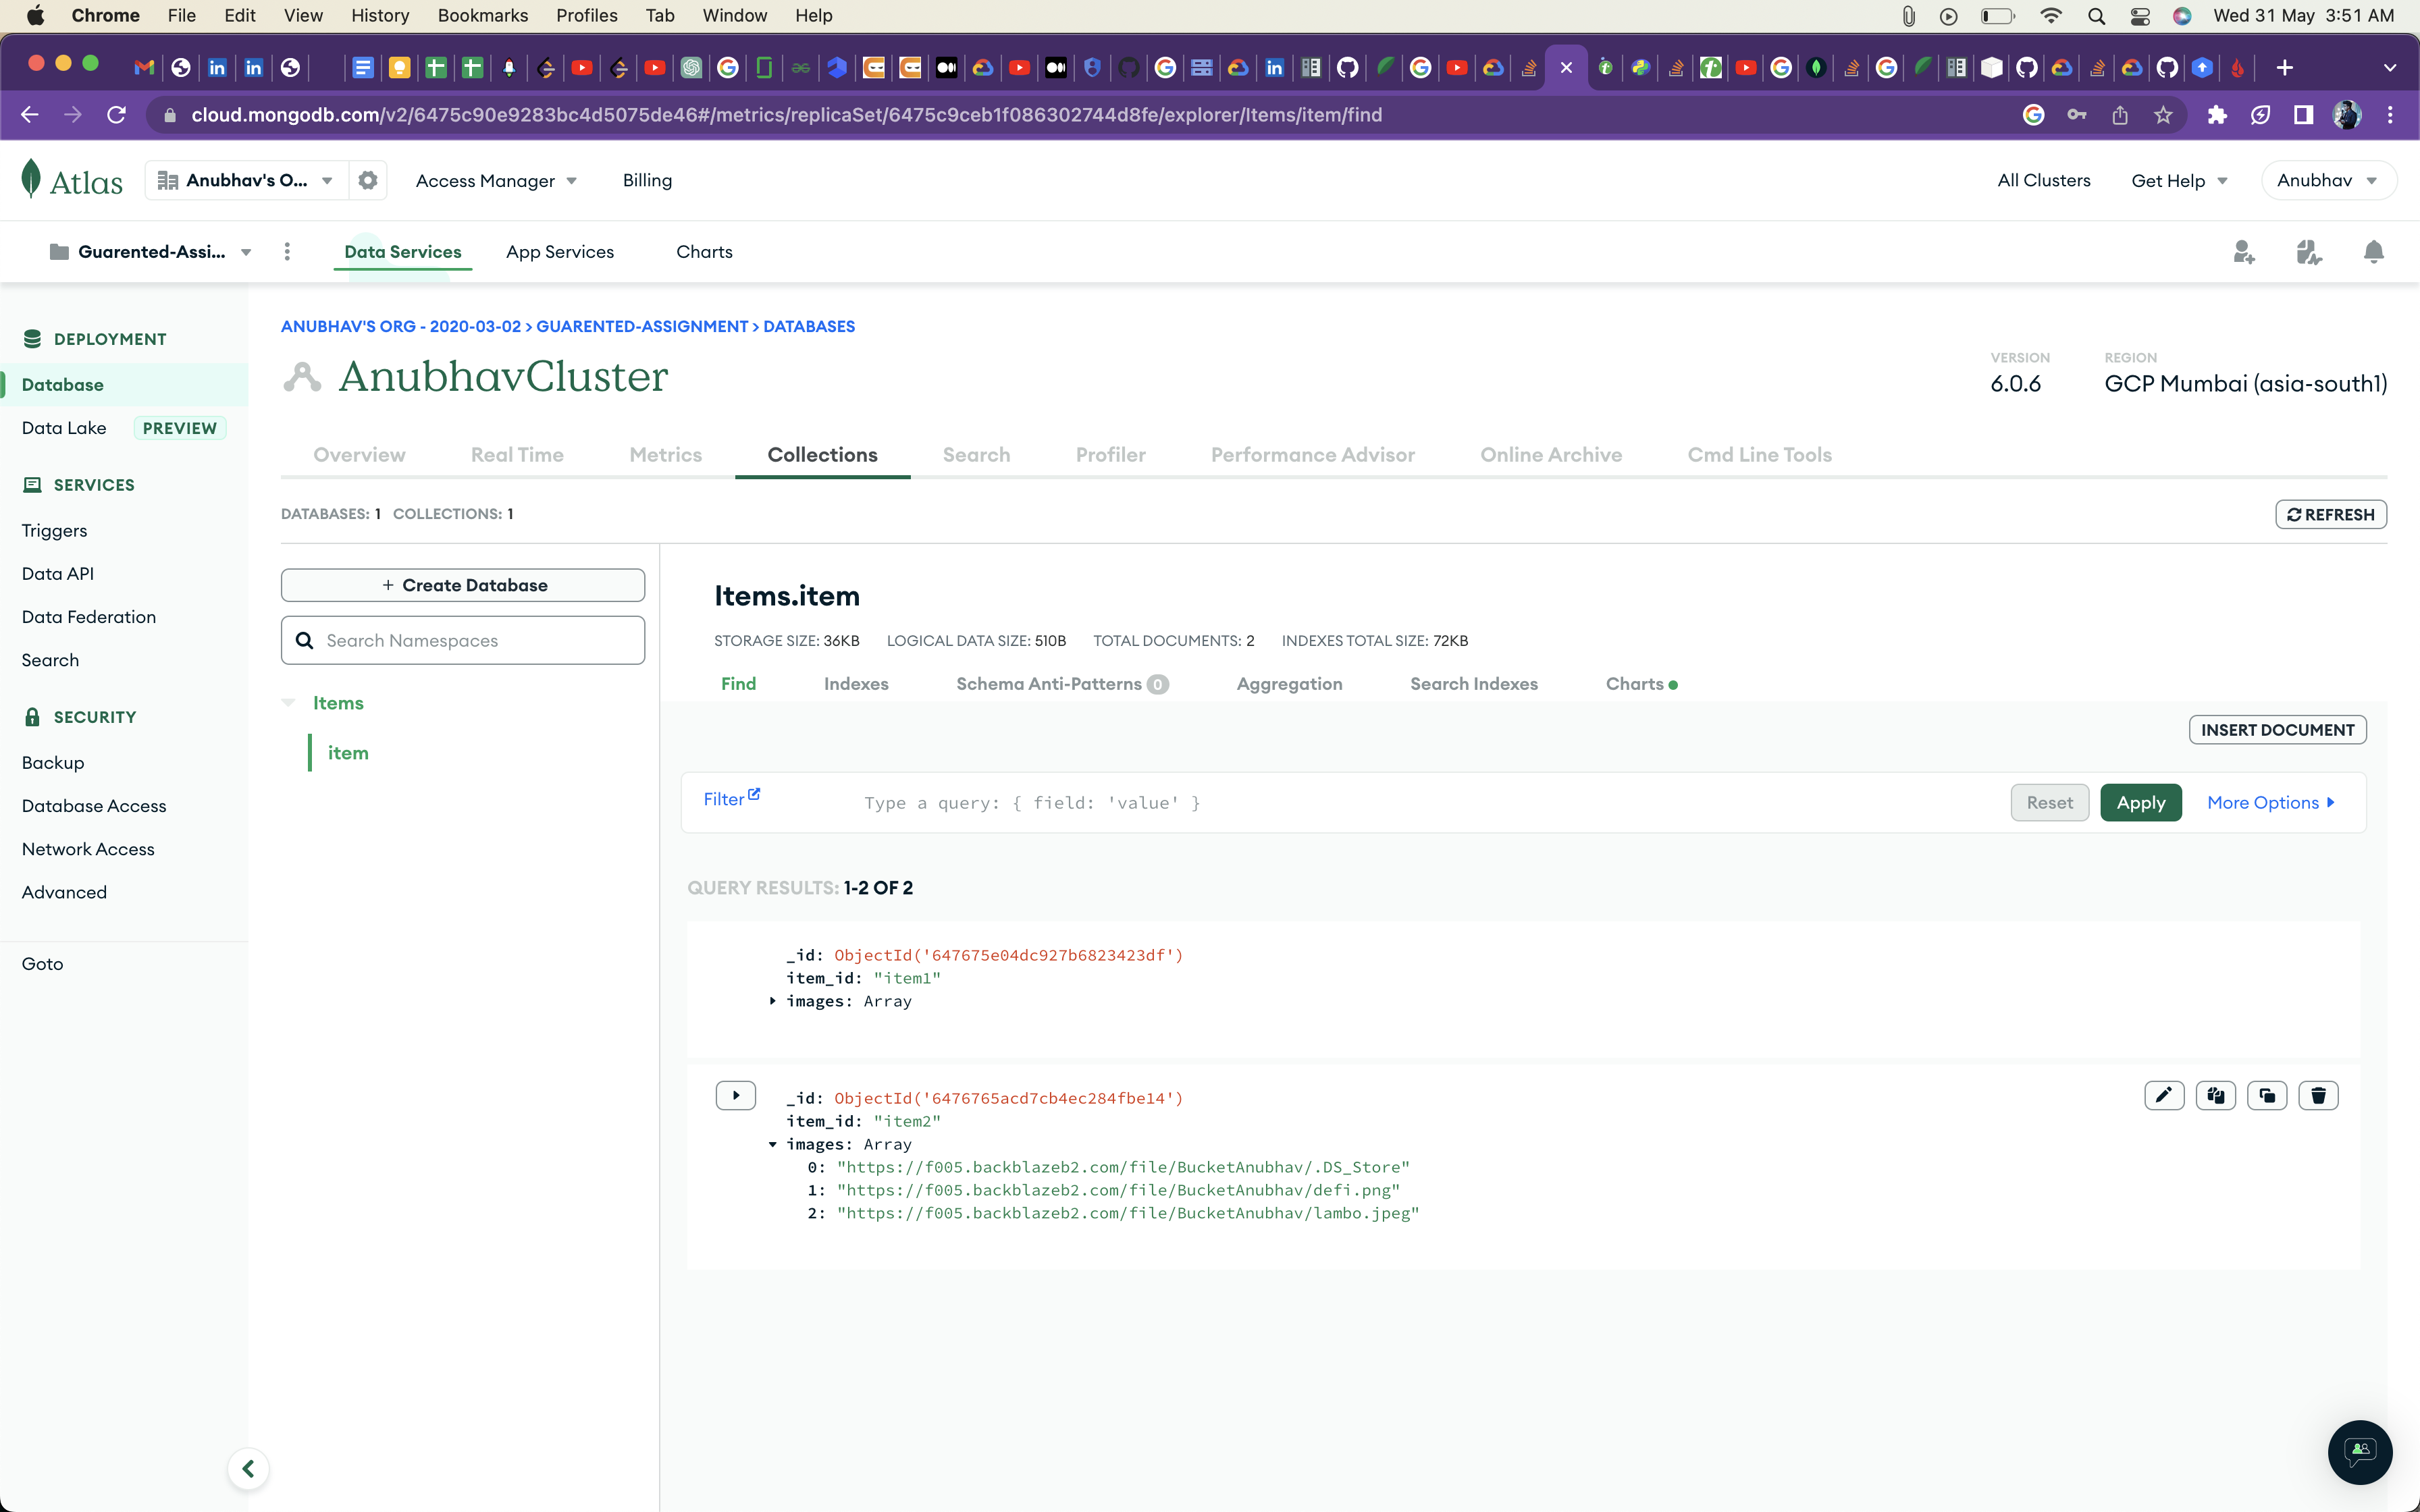 Chrome File Edit View History Bookmarks Profiles Tab Window Help Wed 31 May 3:51 AM
cloud.mongodb.com/v2/6475c90e9283bc4d5075de46#/metrics/replicaSet/6475c9ceb1f086302744d8fe/explorer/Items/item/find
Atlas Anubhav's O... Access Manager Billing All Clusters Get Help Anubhav
Guarented-Assi... Data Services App Services Charts
DEPLOYMENT
Database
Data Lake PREVIEW
SERVICES
Triggers
Data API
Data Federation
Search
SECURITY
Backup
Database Access
Network Access
Advanced
Goto
ANUBHAV'S ORG - 2020-03-02 > GUARENTED-ASSIGNMENT > DATABASES
AnubhavCluster
VERSION
6.0.6
REGION
GCP Mumbai (asia-south1)
Overview Real Time Metrics Collections Search Profiler Performance Advisor Online Archive Cmd Line Tools
DATABASES: 1 COLLECTIONS: 1
REFRESH
+ Create Database
Search Namespaces
Items
item
Items.item
STORAGE SIZE: 36KB LOGICAL DATA SIZE: 510B TOTAL DOCUMENTS: 2 INDEXES TOTAL SIZE: 72KB
Find Indexes Schema Anti-Patterns 0 Aggregation Search Indexes Charts
INSERT DOCUMENT
Filter Type a query: { field: 'value' } Reset Apply More Options
QUERY RESULTS: 1-2 OF 2
_id: ObjectId('647675e04dc927b6823423df')
item_id: "item1"
images: Array
_id: ObjectId('6476765acd7cb4ec284fbe14')
item_id: "item2"
images: Array
0: "https://f005.backblazeb2.com/file/BucketAnubhav/.DS_Store"
1: "https://f005.backblazeb2.com/file/BucketAnubhav/defi.png"
2: "https://f005.backblazeb2.com/file/BucketAnubhav/lambo.jpeg"